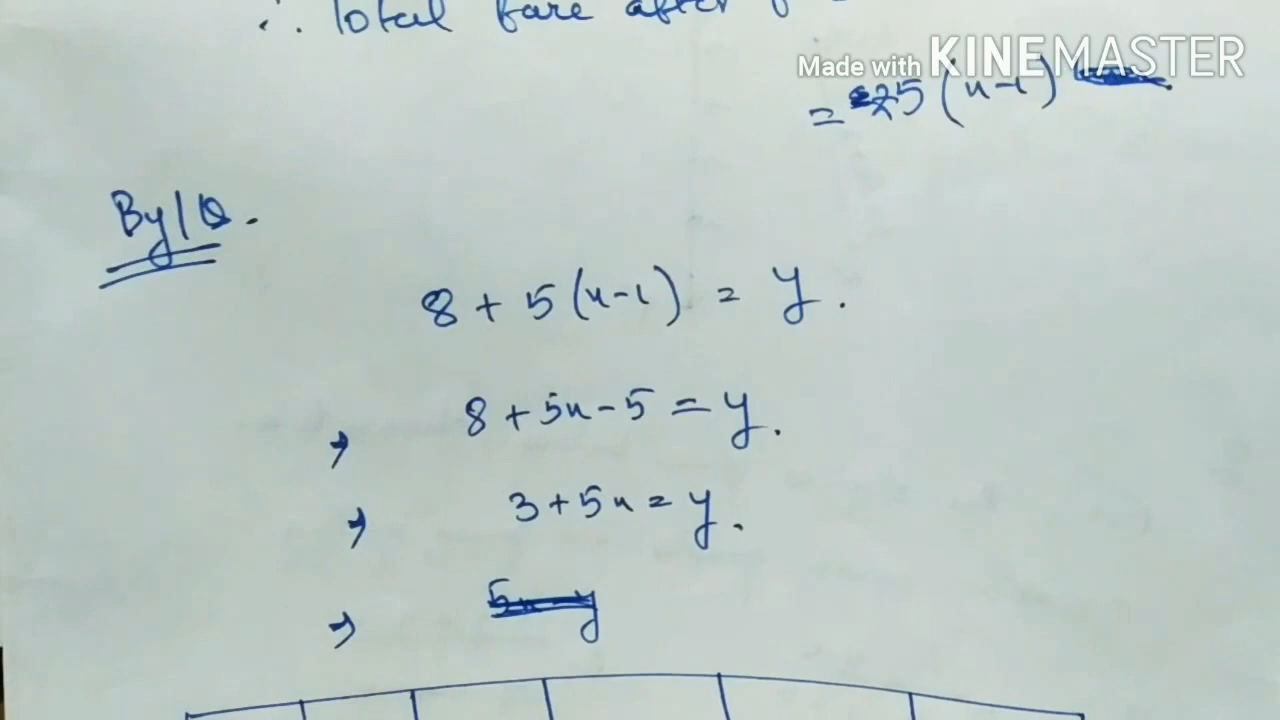 ∴ Total fare after
Made with KINEMASTER
= 5(x-1)
By/Q.
8 + 5(x-1) = y.
⇒ 8 + 5x - 5 = y.
⇒ 3 + 5x = y.
⇒